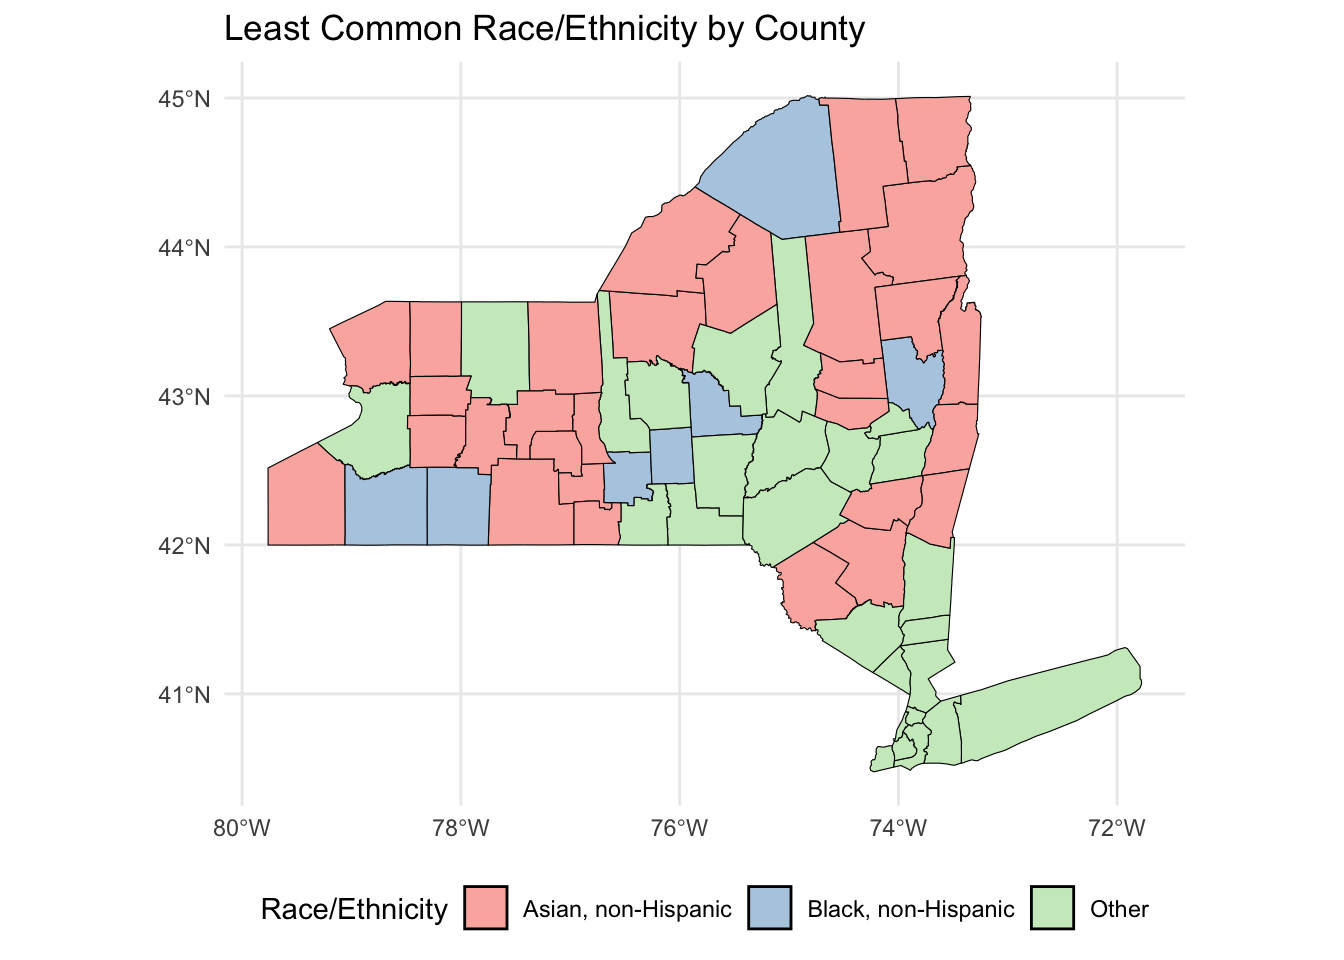 Least Common Race/Ethnicity by County
45°N
44°N
43°N
42°N
41°N
80°W 78°W 76°W 74°W 72°W
Race/Ethnicity Asian, non-Hispanic Black, non-Hispanic Other